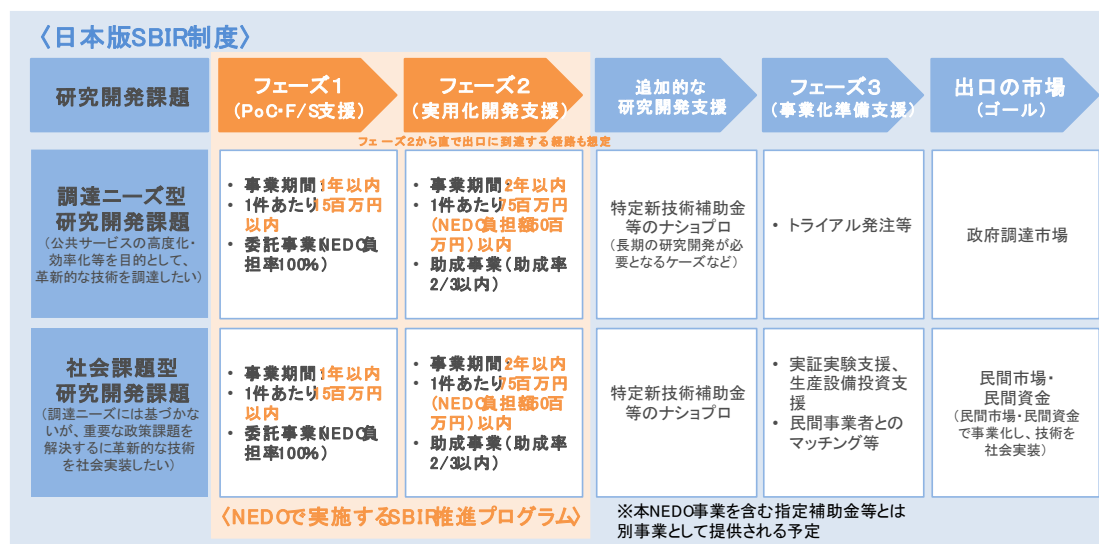 〈日本版SBIR制度〉
研究開発課題
フェーズ1
(PoC・F/S支援)
フェーズ2
(実用化開発支援)
追加的な
研究開発支援
フェーズ3
(事業化準備支援)
出口の市場
(ゴール)
フェーズ2から直で出口に到達する経路も想定
調達ニーズ型
研究開発課題
(公共サービスの高度化・
効率化等を目的として、
革新的な技術を調達したい)
・ 事業期間:1年以内
・ 1件あたり15百万円
以内
・ 委託事業(NEDO負
担率100%)
・ 事業期間:2年以内
・ 1件あたり75百万円
(NEDO負担額50百
万円)以内
・ 助成事業(助成率
2/3以内)
特定新技術補助金
等のナショプロ
(長期の研究開発が必
要となるケースなど)
・ トライアル発注等
政府調達市場
社会課題型
研究開発課題
(調達ニーズには基づかな
いが、重要な政策課題を
解決するに革新的な技術
を社会実装したい)
・ 事業期間:1年以内
・ 1件あたり15百万円
以内
・ 委託事業(NEDO負
担率100%)
・ 事業期間:2年以内
・ 1件あたり75百万円
(NEDO負担額50百
万円)以内
・ 助成事業(助成率
2/3以内)
特定新技術補助金
等のナショプロ
・ 実証実験支援、
生産設備投資支
援
・ 民間事業者との
マッチング等
民間市場・
民間資金
(民間市場・民間資金
で事業化し、技術を
社会実装)
〈NEDOで実施するSBIR推進プログラム〉
※本NEDO事業を含む指定補助金等とは
別事業として提供される予定